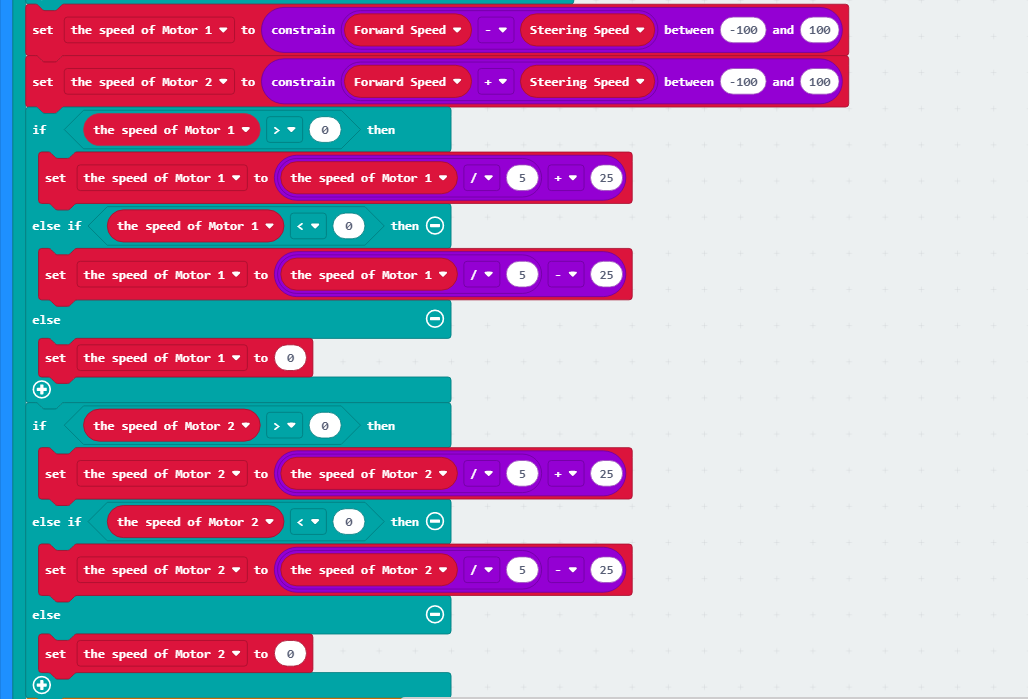 set the speed of Motor 1 to constrain Forward Speed - Steering Speed between -100 and 100
set the speed of Motor 2 to constrain Forward Speed + Steering Speed between -100 and 100
if the speed of Motor 1 > 0 then
set the speed of Motor 1 to the speed of Motor 1 / 5 + 25
else if the speed of Motor 1 < 0 then
set the speed of Motor 1 to the speed of Motor 1 / 5 - 25
else
set the speed of Motor 1 to 0
if the speed of Motor 2 > 0 then
set the speed of Motor 2 to the speed of Motor 2 / 5 + 25
else if the speed of Motor 2 < 0 then
set the speed of Motor 2 to the speed of Motor 2 / 5 - 25
else
set the speed of Motor 2 to 0